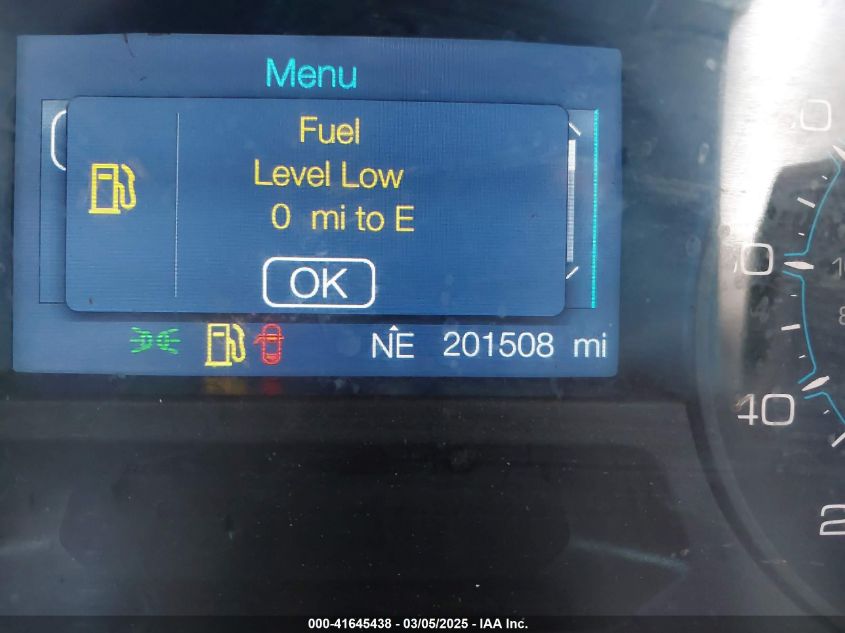 Menu
Fuel
Level Low
0 mi to E
OK
NE 201508 mi
40
000-41645438 - 03/05/2025 - IAA Inc.